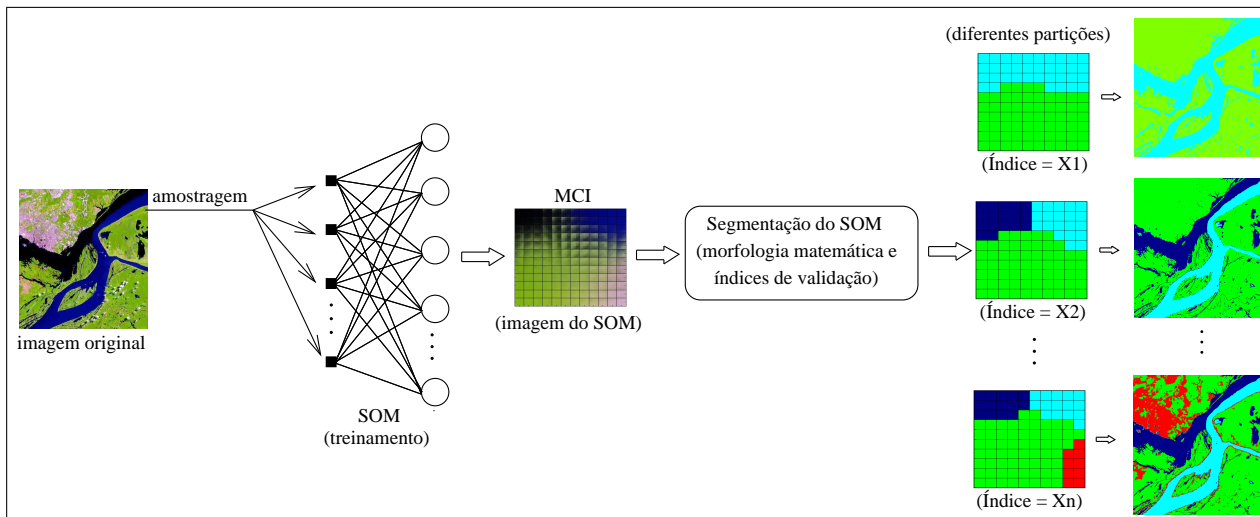 imagem original
amostragem
SOM
(treinamento)
MCI
(imagem do SOM)
Segmentação do SOM
(morfologia matemática e
índices de validação)
(diferentes partições)
(Índice = X1)
(Índice = X2)
(Índice = Xn)